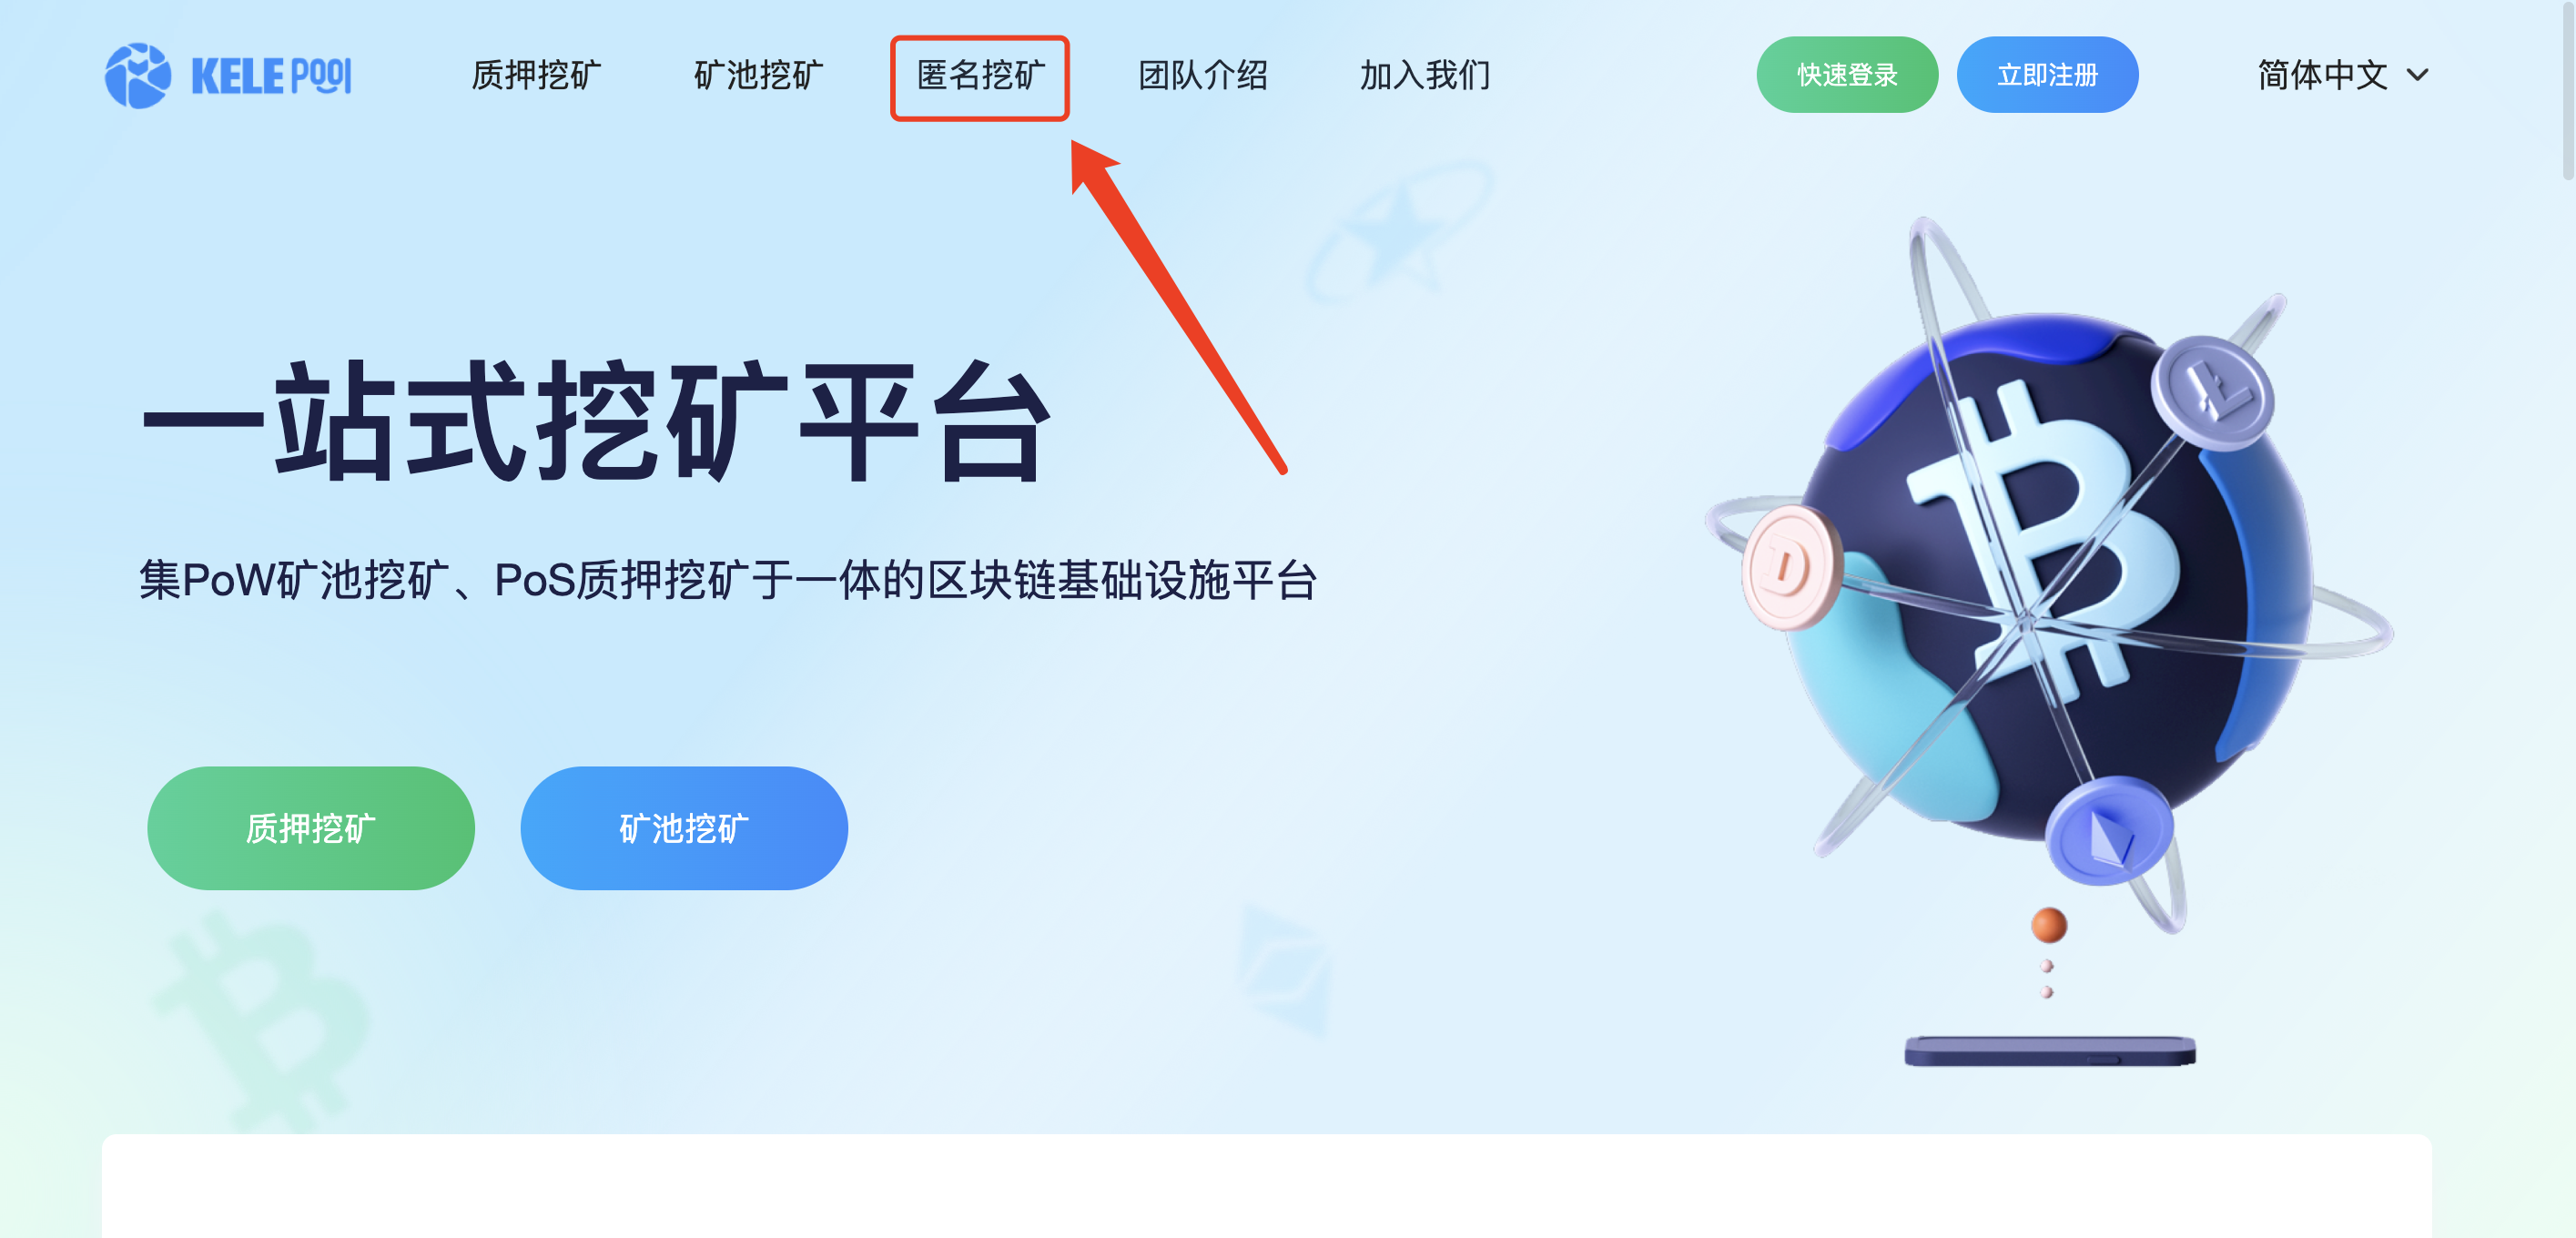 KELE POOL
质押挖矿
矿池挖矿
匿名挖矿
团队介绍
加入我们
快速登录
立即注册
简体中文
一站式挖矿平台
集PoW矿池挖矿、PoS质押挖矿于一体的区块链基础设施平台
质押挖矿
矿池挖矿